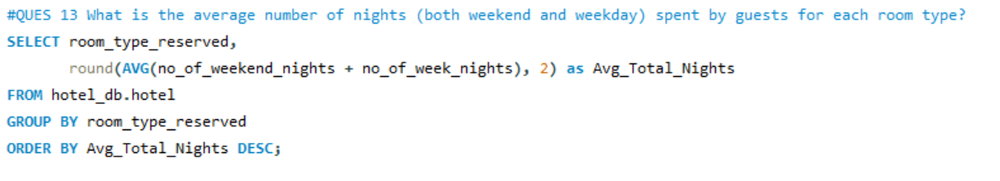 #QUES 13 What is the average number of nights (both weekend and weekday) spent by guests for each room type?
SELECT room_type_reserved,
round(AVG(no_of_weekend_nights + no_of_week_nights), 2) as Avg_Total_Nights
FROM hotel_db.hotel
GROUP BY room_type_reserved
ORDER BY Avg_Total_Nights DESC;